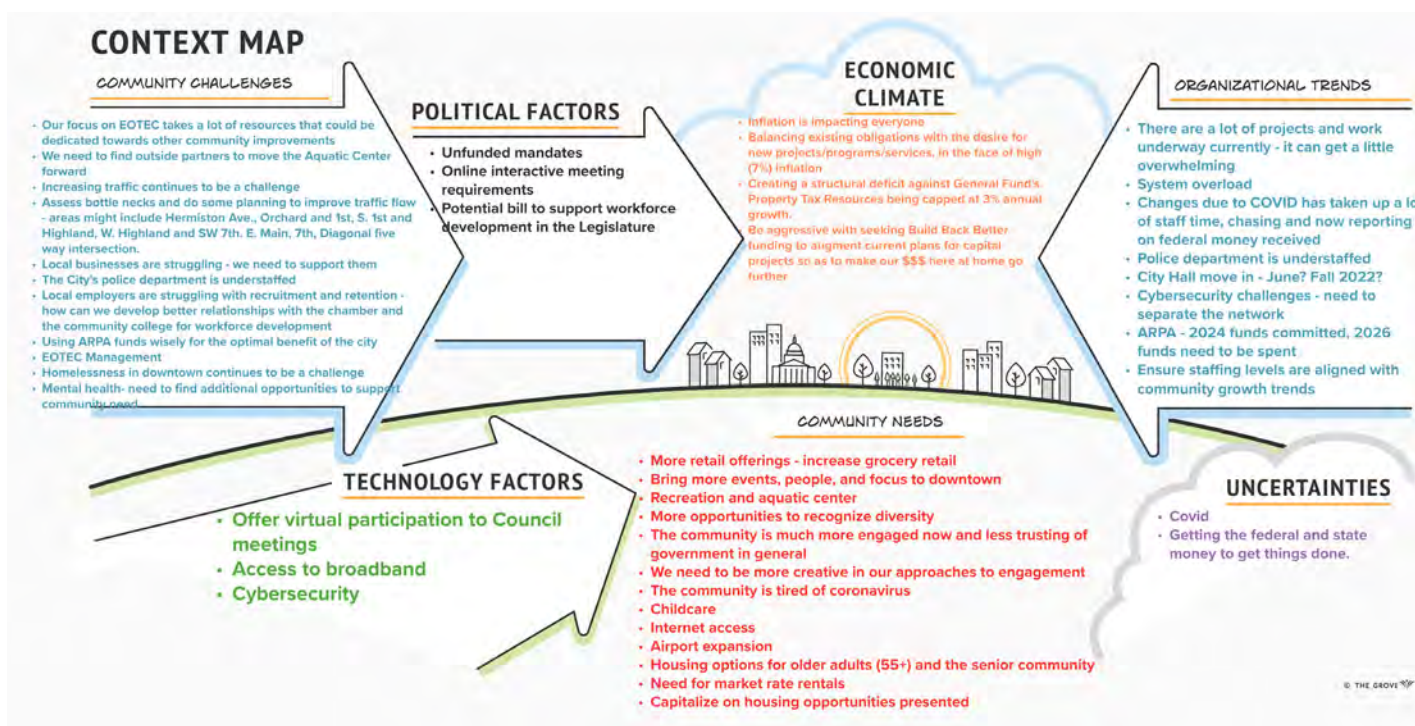 CONTEXT MAP
COMMUNITY CHALLENGES
• Our focus on EOTEC takes a lot of resources that could be
dedicated towards other community improvements
• We need to find outside partners to move the Aquatic Center
forward
• Increasing traffic continues to be a challenge
• Assess bottle necks and do some planning to improve traffic flow
- areas might include Hermiston Ave., Orchard and 1st, S. 1st and
Highland, W. Highland and SW 7th. E. Main, 7th, Diagonal five
way intersection.
• Local businesses are struggling - we need to support them
• The City's police department is understaffed
• Local employers are struggling with recruitment and retention -
how can we develop better relationships with the chamber and
the community college for workforce development
• Using ARPA funds wisely for the optimal benefit of the city
• EOTEC Management
• Homelessness in downtown continues to be a challenge
• Mental health- need to find additional opportunities to support
community need
POLITICAL FACTORS
• Unfunded mandates
• Online interactive meeting
requirements
• Potential bill to support workforce
development in the Legislature
ECONOMIC
CLIMATE
• Inflation is impacting everyone
• Balancing existing obligations with the desire for
new projects/programs/services, in the face of high
(7%) inflation
• Creating a structural deficit against General Fund's
Property Tax Resources being capped at 3% annual
growth.
• Be aggressive with seeking Build Back Better
funding to augment current plans for capital
projects so as to make our $$$ here at home go
further
ORGANIZATIONAL TRENDS
• There are a lot of projects and work
underway currently - it can get a little
overwhelming
• System overload
• Changes due to COVID has taken up a lo
of staff time, chasing and now reporting
on federal money received
• Police department is understaffed
• City Hall move in - June? Fall 2022?
• Cybersecurity challenges - need to
separate the network
• ARPA - 2024 funds committed, 2026
funds need to be spent
• Ensure staffing levels are aligned with
community growth trends
TECHNOLOGY FACTORS
• Offer virtual participation to Council
meetings
• Access to broadband
• Cybersecurity
COMMUNITY NEEDS
• More retail offerings - increase grocery retail
• Bring more events, people, and focus to downtown
• Recreation and aquatic center
• More opportunities to recognize diversity
• The community is much more engaged now and less trusting of
government in general
• We need to be more creative in our approaches to engagement
• The community is tired of coronavirus
• Childcare
• Internet access
• Airport expansion
• Housing options for older adults (55+) and the senior community
• Need for market rate rentals
• Capitalize on housing opportunities presented
UNCERTAINTIES
• Covid
• Getting the federal and state
money to get things done.
© THE GROVE